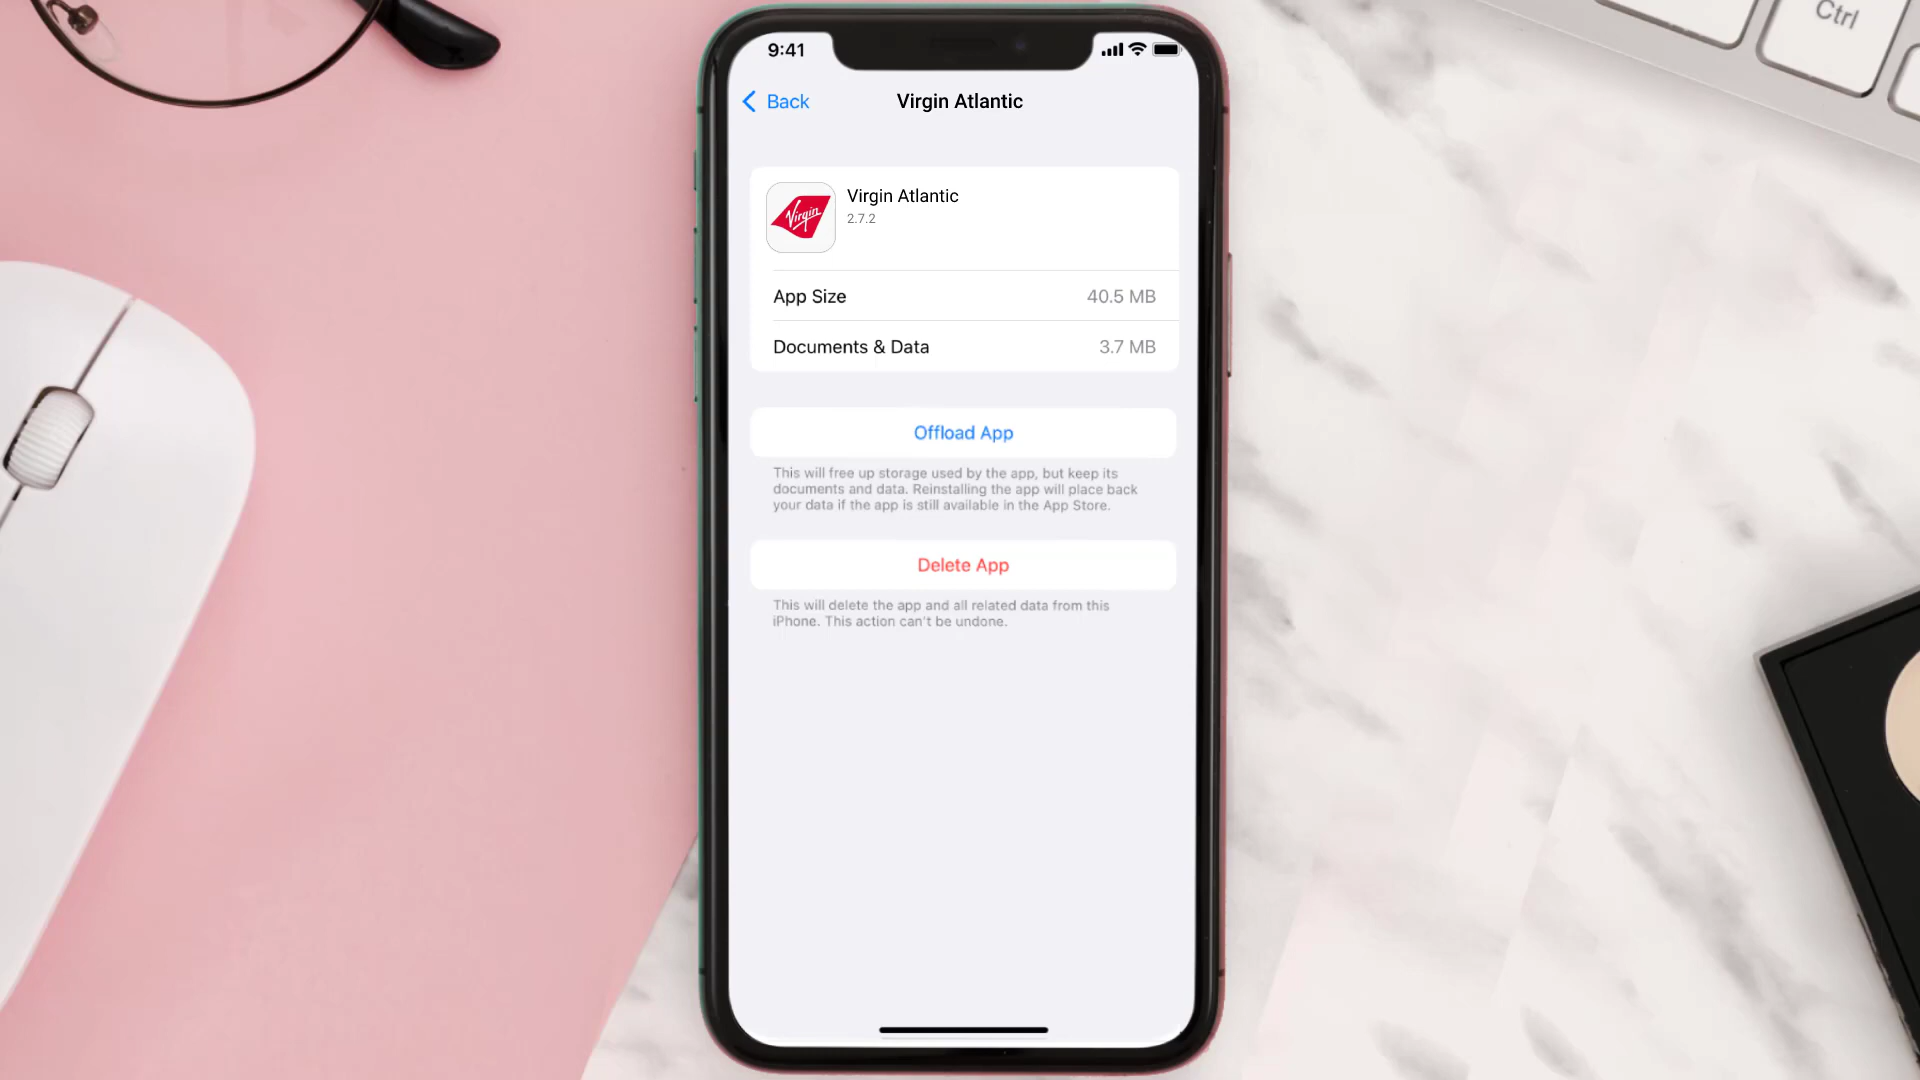 Ctrl
9:41
Back
Virgin Atlantic
Virgin
Virgin Atlantic
2.7.2
App Size 40.5 MB
Documents & Data 3.7 MB
Offload App
This will free up storage used by the app, but keep its
documents and data. Reinstalling the app will place back
your data if the app is still available in the App Store.
Delete App
This will delete the app and all related data from this
iPhone. This action can't be undone.